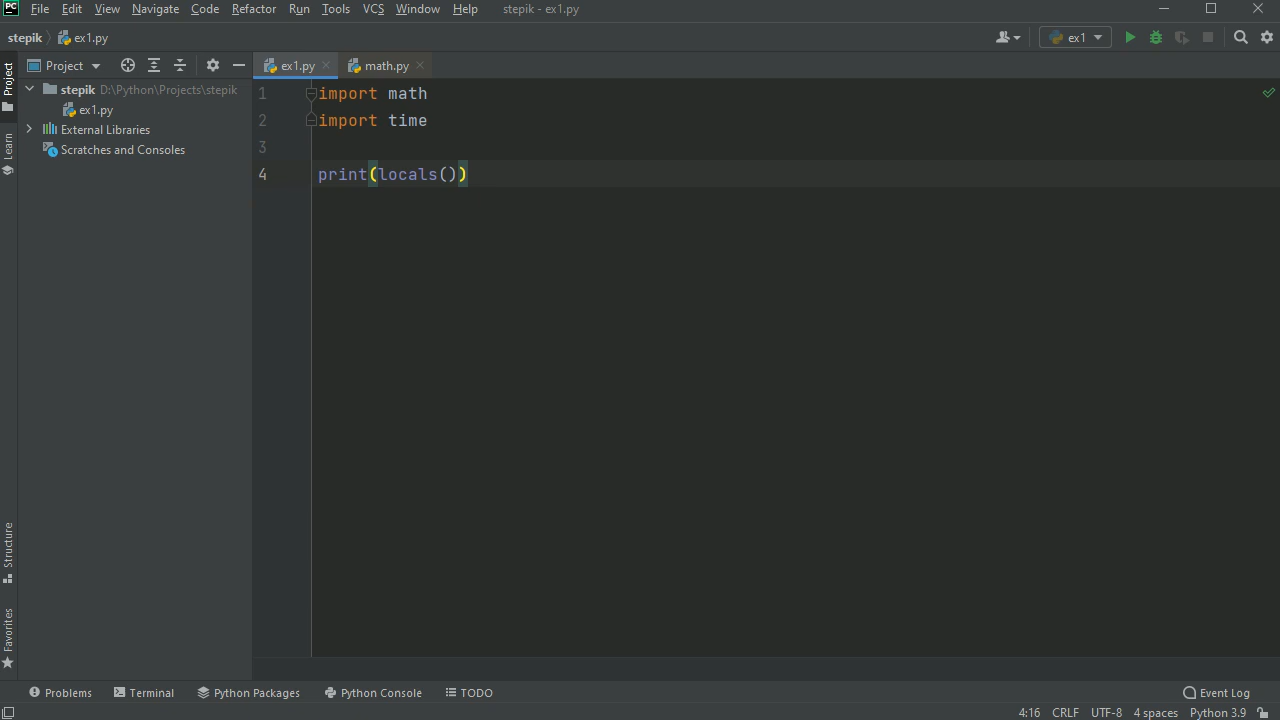 PC File Edit View Navigate Code Refactor Run Tools VCS Window Help stepik - ex1.py
stepik ex1.py ex1
Project
Project ex1.py math.py
stepik D:\Python\Projects\stepik
ex1.py
External Libraries
Scratches and Consoles
Learn
Structure
Favorites
1 import math
2 import time
3
4 print(locals())
Problems Terminal Python Packages Python Console TODO Event Log
4:16 CRLF UTF-8 4 spaces Python 3.9